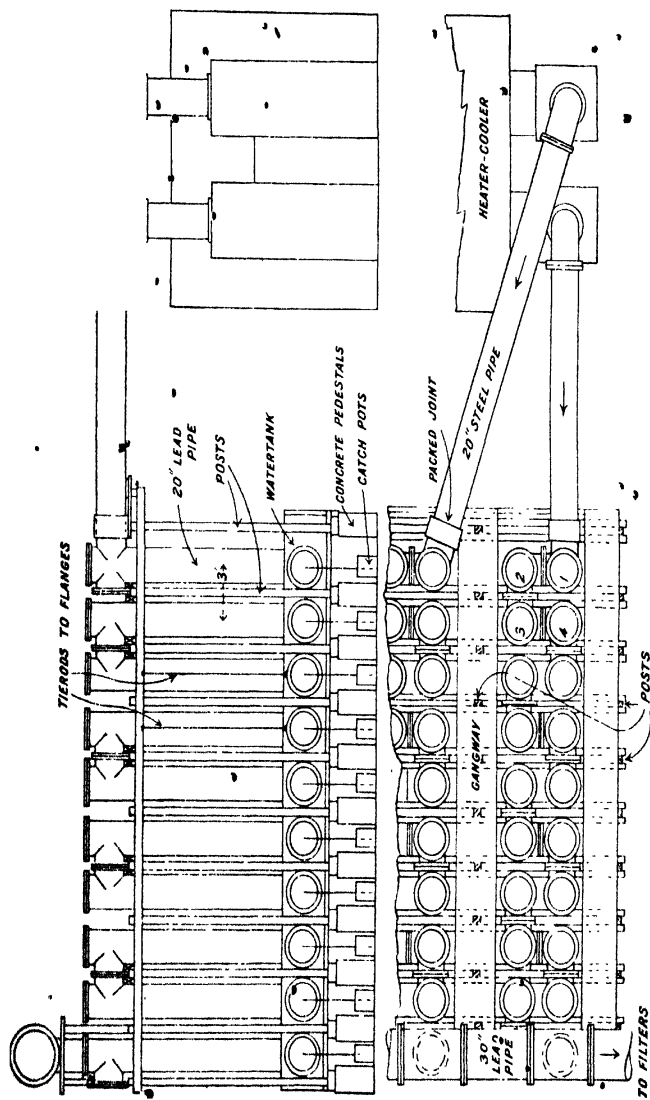 TIERODS TO FLANGES
20" LEAD
PIPE
POSTS
3
WATERTANK
CONCRETE PEDESTALS
CATCH POTS
PACKED JOINT
HEATER-COOLER
20" STEEL PIPE
2
1
3
4
GANGWAY
POSTS
30"
LEAD
PIPE
TO FILTERS